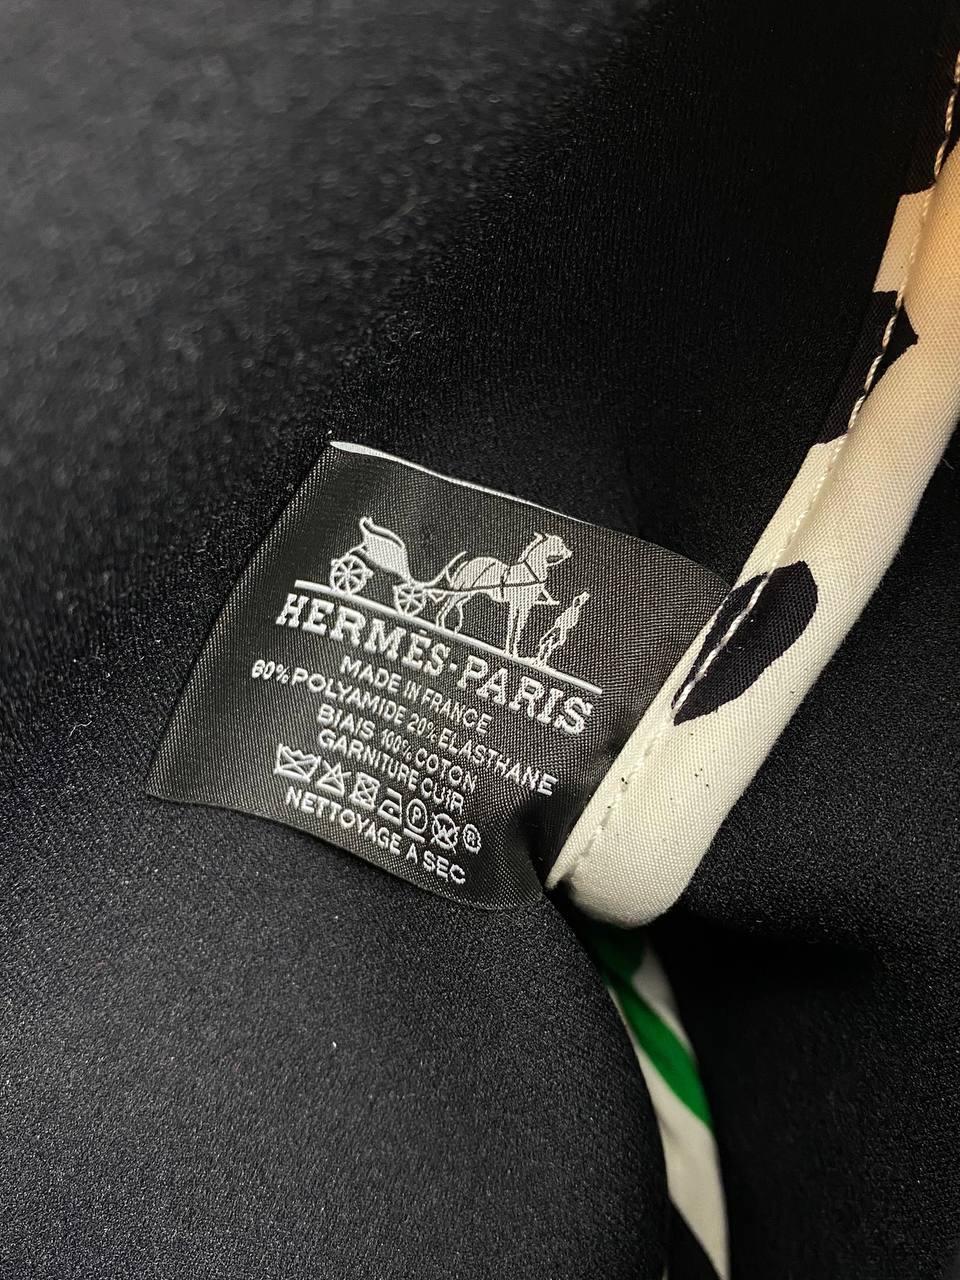 HERMÈS-PARIS
MADE IN FRANCE
80% POLYAMIDE 20% ELASTHANE
BIAIS 100% COTON
GARNITURE CUIR
P W ®
NETTOYAGE A SEC